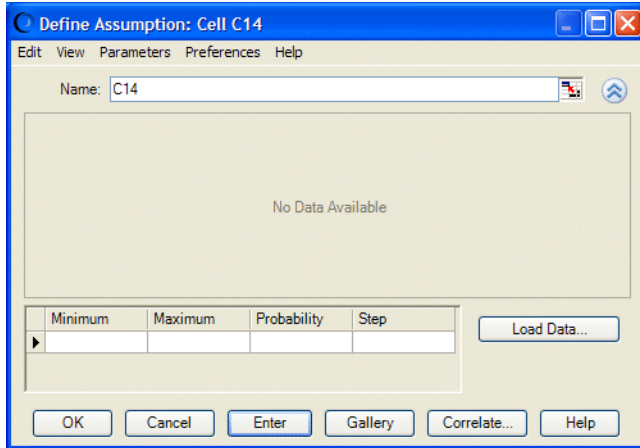 Define Assumption: Cell C14
Edit View Parameters Preferences Help
Name: C14
No Data Available
Minimum Maximum Probability Step
Load Data...
OK Cancel Enter Gallery Correlate... Help